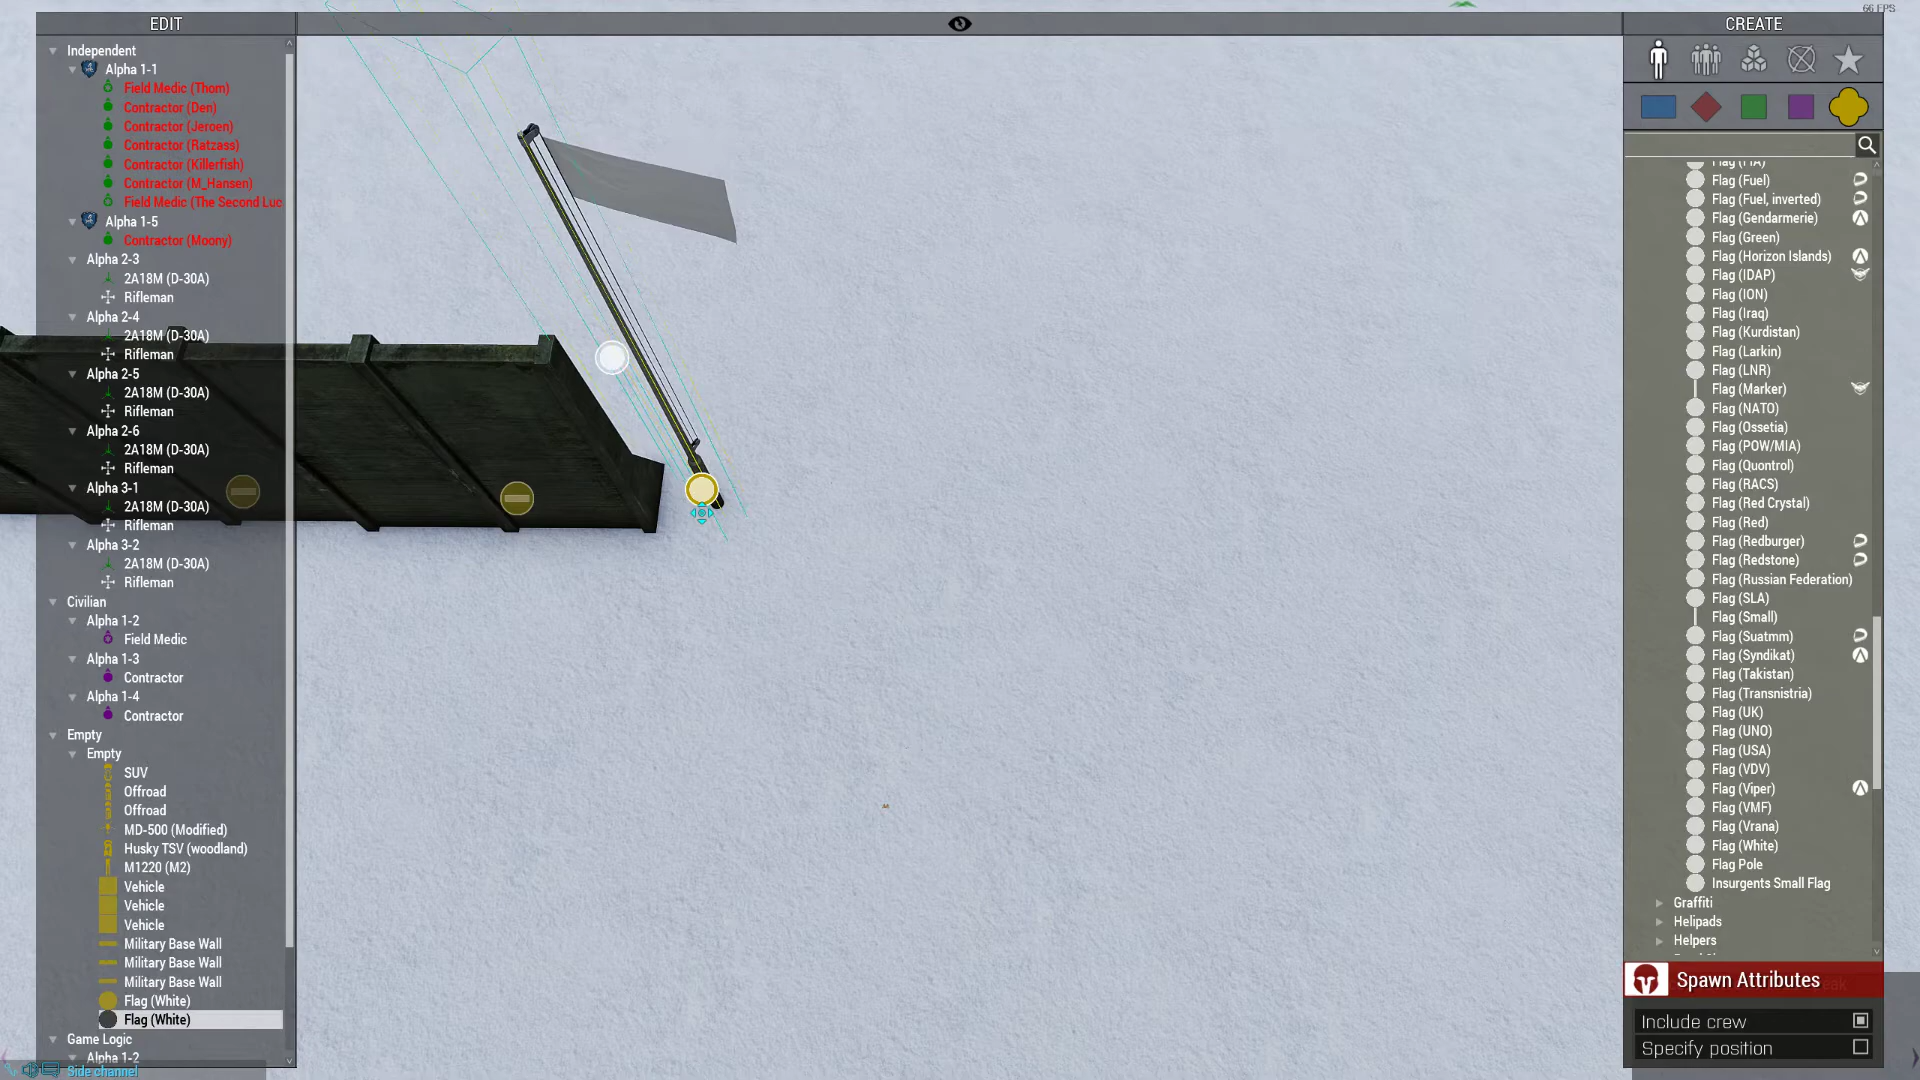 66 FPS
EDIT
Independent
Alpha 1-1
Field Medic (Thom)
Contractor (Den)
Contractor (Jeroen)
Contractor (Ratzass)
Contractor (Killerfish)
Contractor (M_Hansen)
Field Medic (The Second Luc
Alpha 1-5
Contractor (Moony)
Alpha 2-3
2A18M (D-30A)
Rifleman
Alpha 2-4
2A18M (D-30A)
Rifleman
Alpha 2-5
2A18M (D-30A)
Rifleman
Alpha 2-6
2A18M (D-30A)
Rifleman
Alpha 3-1
2A18M (D-30A)
Rifleman
Alpha 3-2
2A18M (D-30A)
Rifleman
Civilian
Alpha 1-2
Field Medic
Alpha 1-3
Contractor
Alpha 1-4
Contractor
Empty
Empty
SUV
Offroad
Offroad
MD-500 (Modified)
Husky TSV (woodland)
M1220 (M2)
Vehicle
Vehicle
Vehicle
Military Base Wall
Military Base Wall
Military Base Wall
Flag (White)
Flag (White)
Game Logic
Alpha 1-2
Side channel
CREATE
Flag (FIA)
Flag (Fuel)
Flag (Fuel, inverted)
Flag (Gendarmerie)
Flag (Green)
Flag (Horizon Islands)
Flag (IDAP)
Flag (ION)
Flag (Iraq)
Flag (Kurdistan)
Flag (Larkin)
Flag (LNR)
Flag (Marker)
Flag (NATO)
Flag (Ossetia)
Flag (POW/MIA)
Flag (Quontrol)
Flag (RACS)
Flag (Red Crystal)
Flag (Red)
Flag (Redburger)
Flag (Redstone)
Flag (Russian Federation)
Flag (SLA)
Flag (Small)
Flag (Suatmm)
Flag (Syndikat)
Flag (Takistan)
Flag (Transnistria)
Flag (UK)
Flag (UNO)
Flag (USA)
Flag (VDV)
Flag (Viper)
Flag (VMF)
Flag (Vrana)
Flag (White)
Flag Pole
Insurgents Small Flag
Graffiti
Helipads
Helpers
Spawn Attributes
Include crew
Specify position